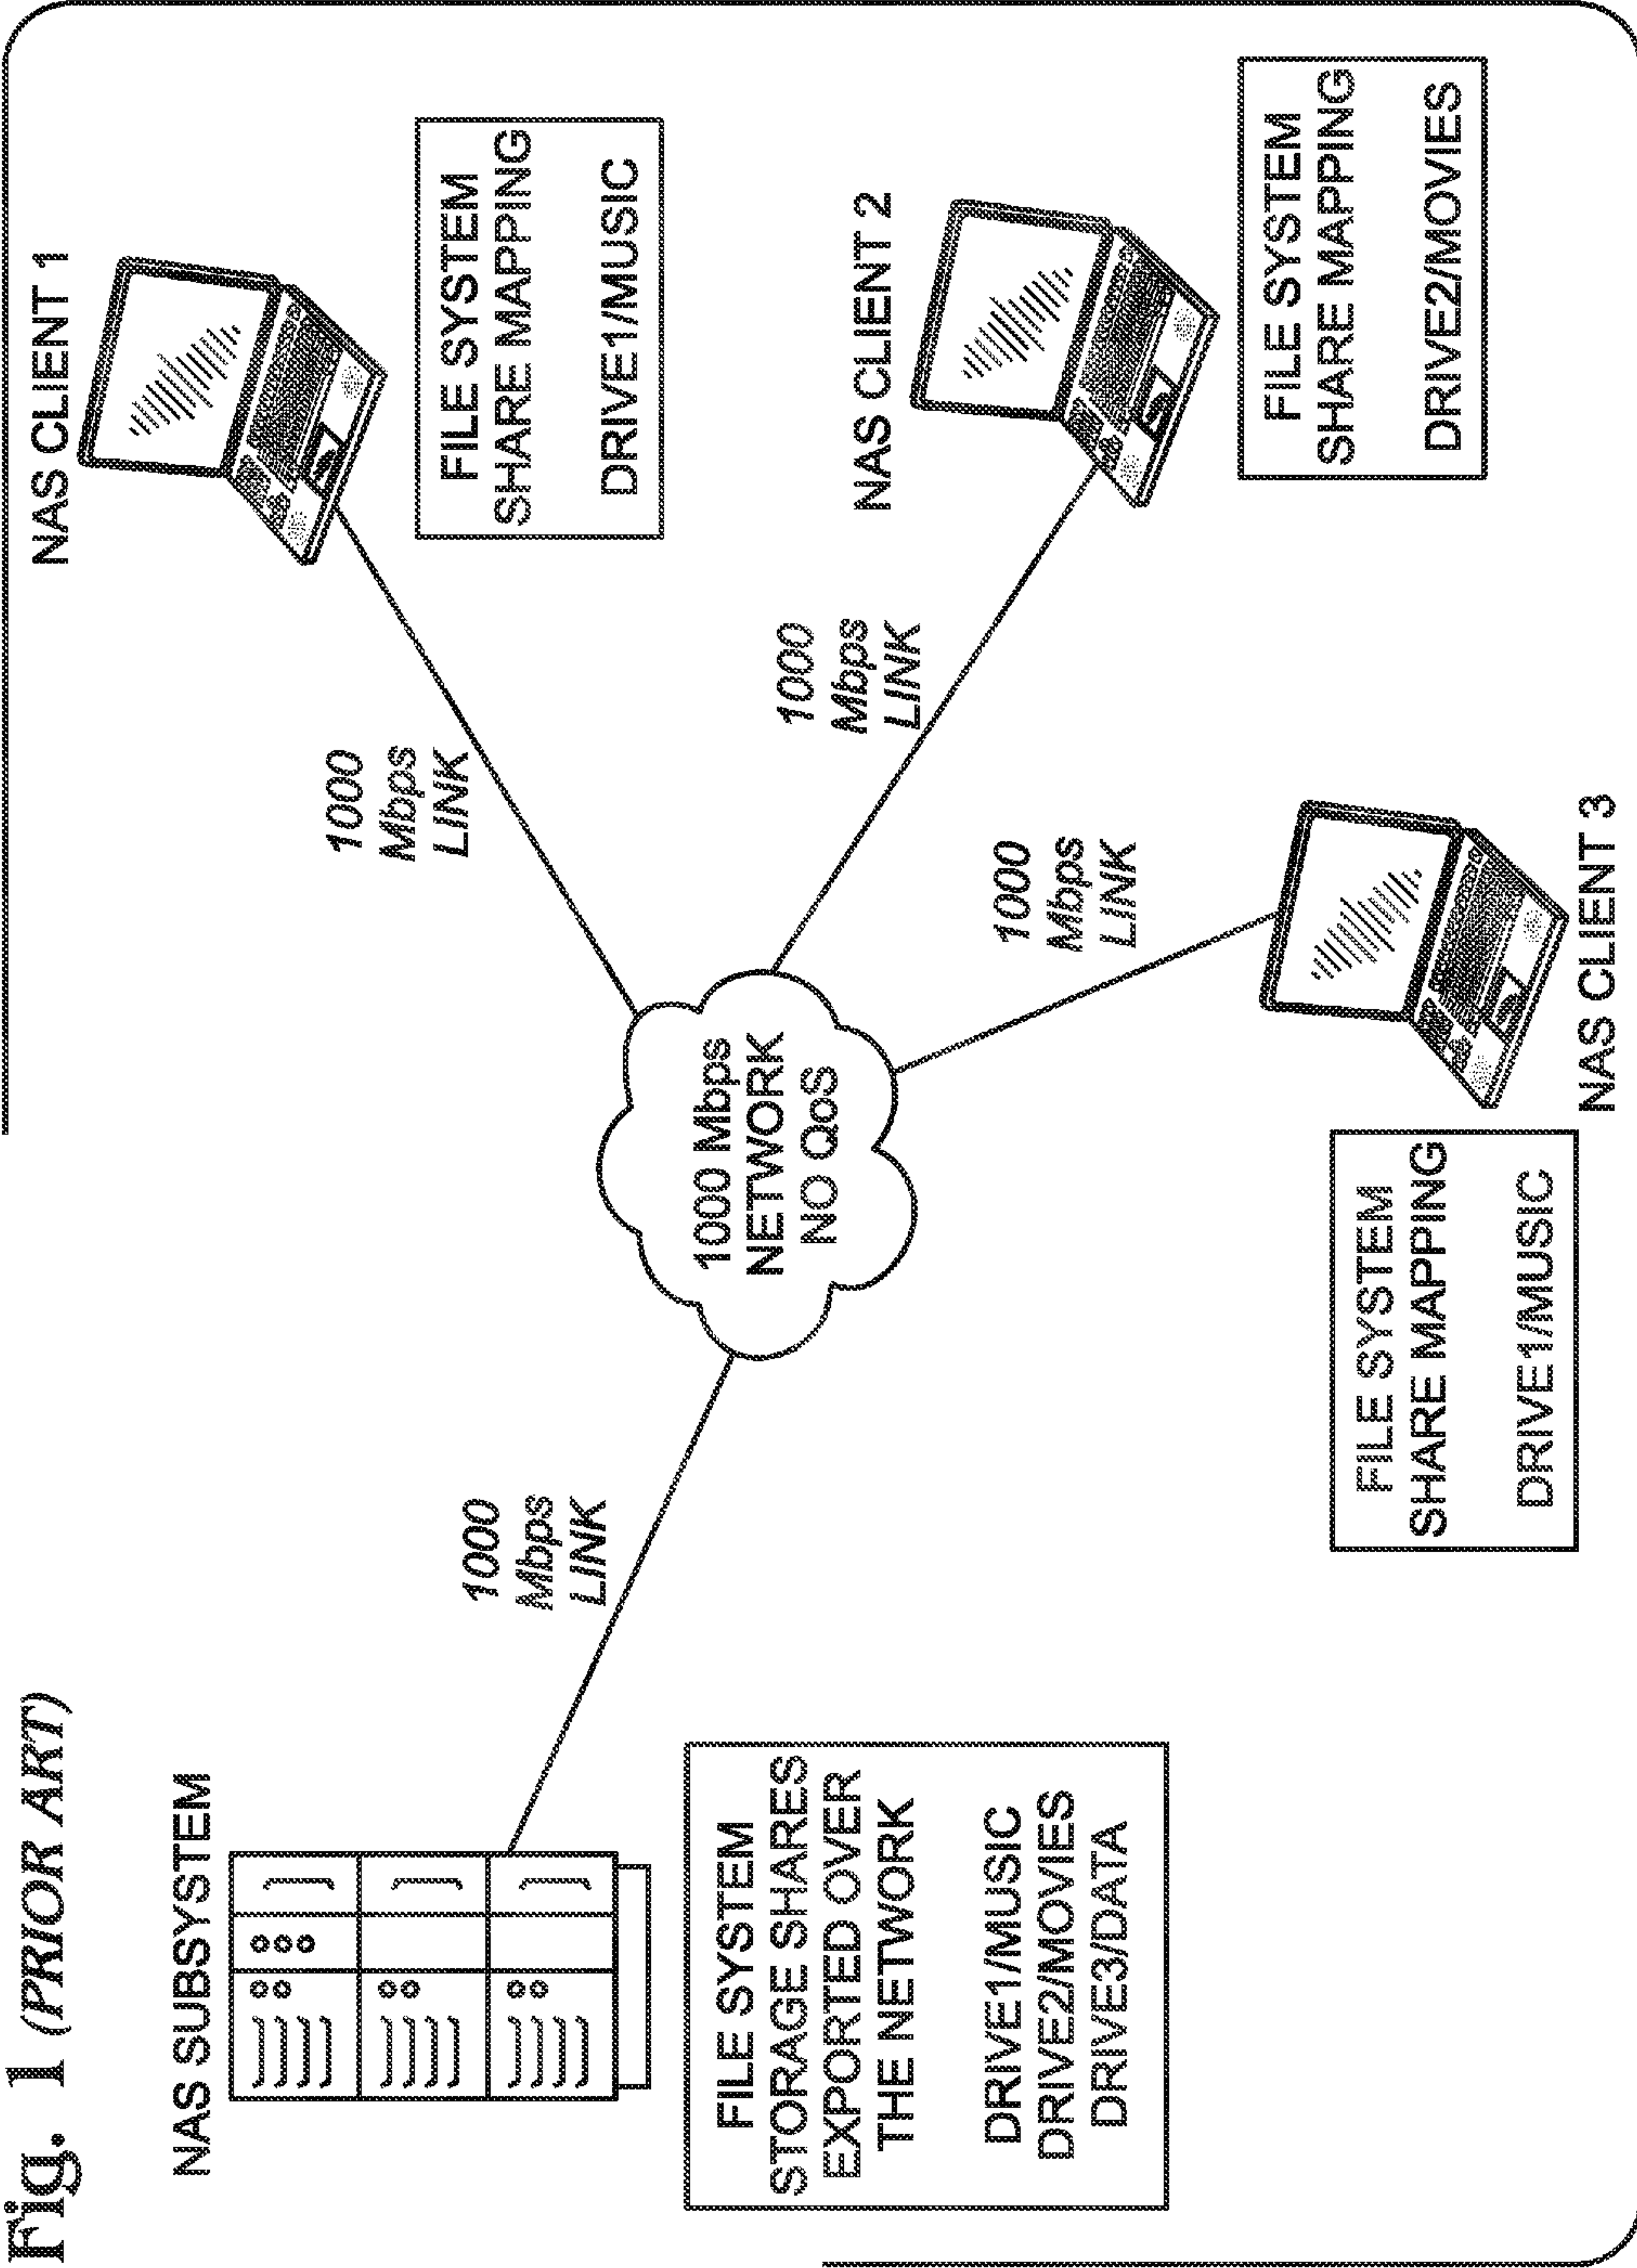 Fig. 1 (PRIOR ART)
NAS SUBSYSTEM
FILE SYSTEM
STORAGE SHARES
EXPORTED OVER
THE NETWORK
DRIVE1/MUSIC
DRIVE2/MOVIES
DRIVE3/DATA
1000
Mbps
LINK
1000 Mbps
NETWORK
NO QoS
1000
Mbps
LINK
NAS CLIENT 1
FILE SYSTEM
SHARE MAPPING
DRIVE1/MUSIC
1000
Mbps
LINK
NAS CLIENT 2
FILE SYSTEM
SHARE MAPPING
DRIVE2/MOVIES
1000
Mbps
LINK
NAS CLIENT 3
FILE SYSTEM
SHARE MAPPING
DRIVE1/MUSIC